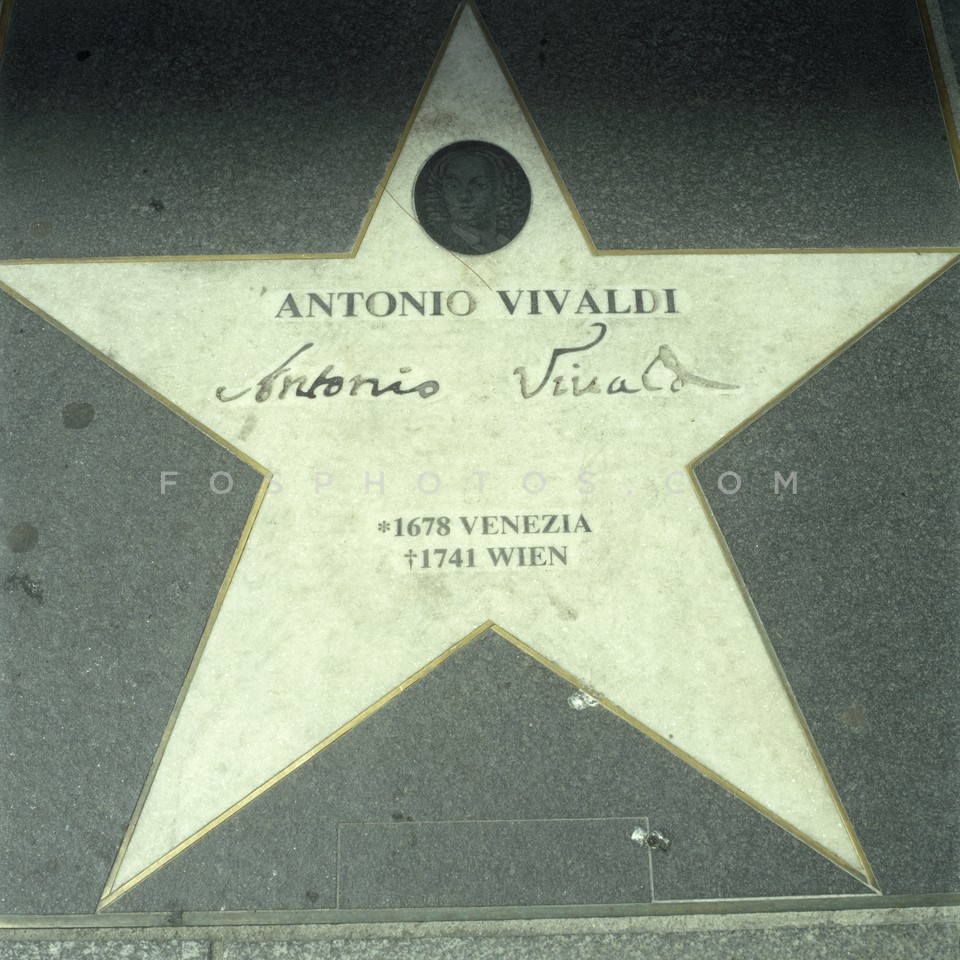 ANTONIO VIVALDI
Antonio Vivaldi
FOSPHOTOS.COM
*1678 VENEZIA
†1741 WIEN